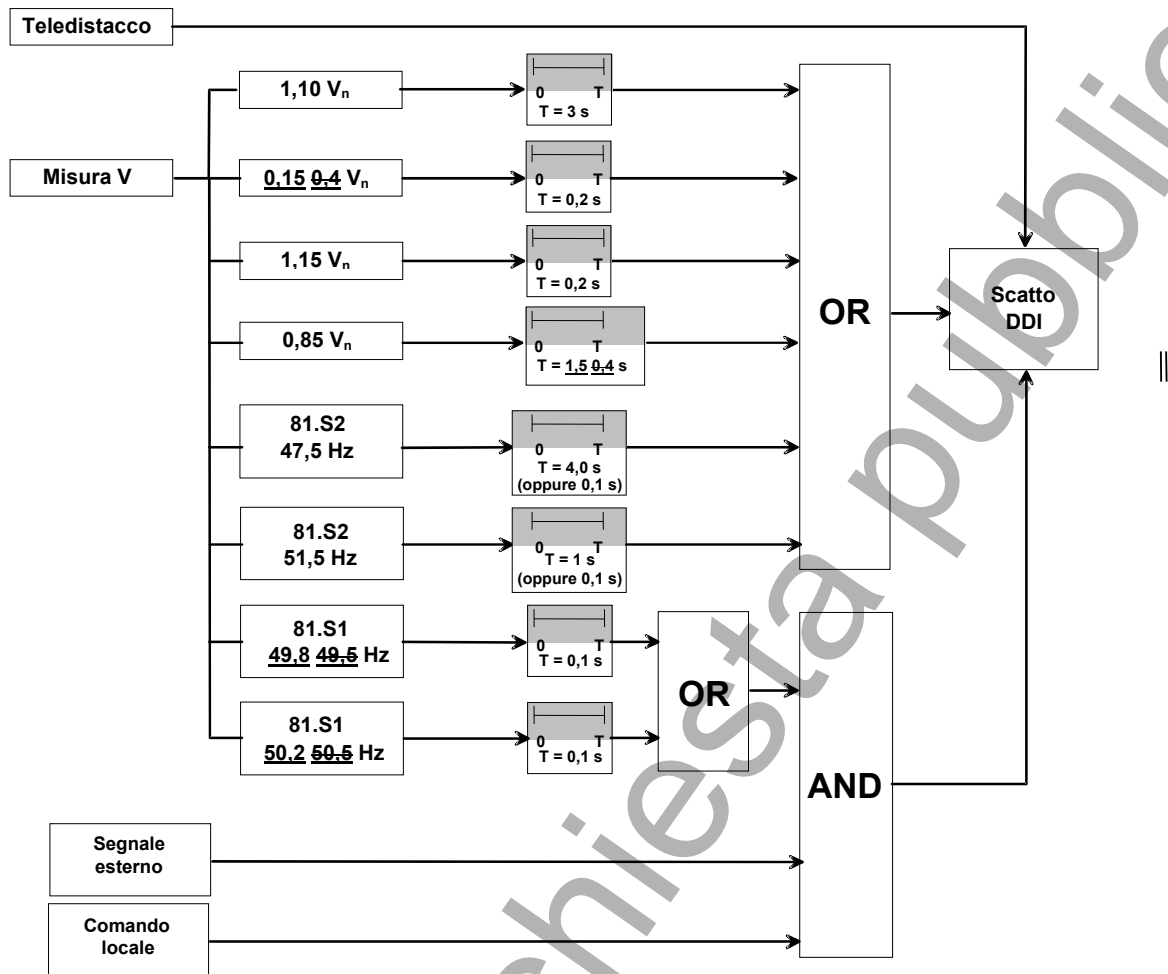 Teledistacco
1,10 Vn
0 T
T = 3 s
Misura V
0,15 0,4 Vn
0 T
T = 0,2 s
1,15 Vn
0 T
T = 0,2 s
OR
Scatto
DDI
0,85 Vn
0 T
T = 1,5 0,4 s
81.S2
47,5 Hz
0 T
T = 4,0 s
(oppure 0,1 s)
81.S2
51,5 Hz
0 T
T = 1 s
(oppure 0,1 s)
81.S1
49,8 49,5 Hz
0 T
T = 0,1 s
OR
81.S1
50,2 50,5 Hz
0 T
T = 0,1 s
AND
Segnale
esterno
Comando
locale
chiesta pubblic